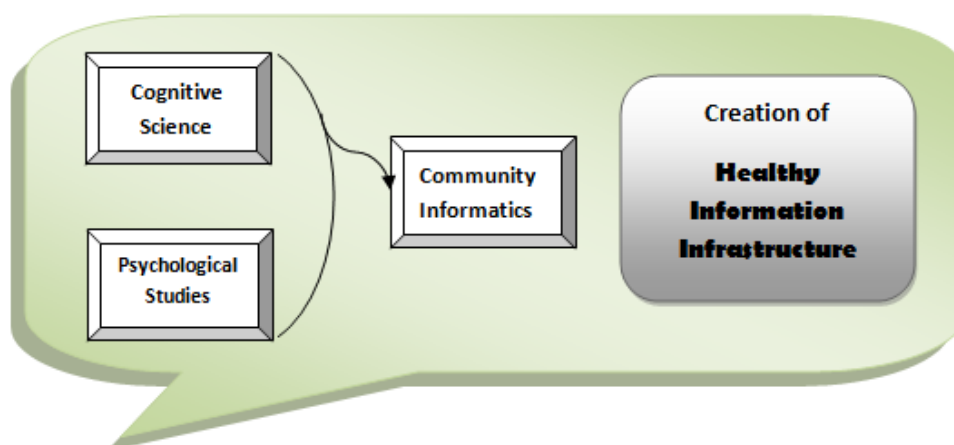 Cognitive
Science
Psychological
Studies
Community
Informatics
Creation of
Healthy
Information
Infrastructure